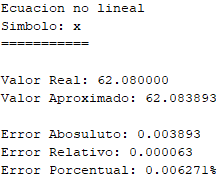 Ecuacion no lineal
Simbolo: x
===========
Valor Real: 62.080000
Valor Aproximado: 62.083893
Error Abosuluto: 0.003893
Error Relativo: 0.000063
Error Porcentual: 0.006271%